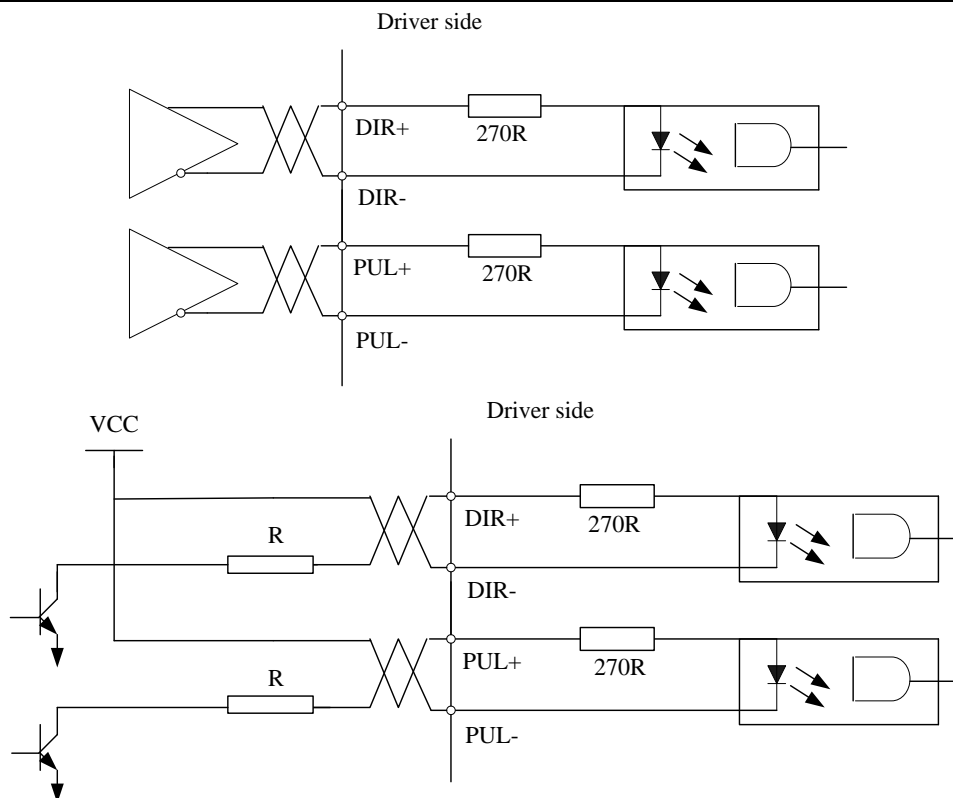 Driver side
DIR+
270R
DIR-
PUL+
270R
PUL-
Driver side
VCC
DIR+
270R
R
DIR-
PUL+
270R
R
PUL-